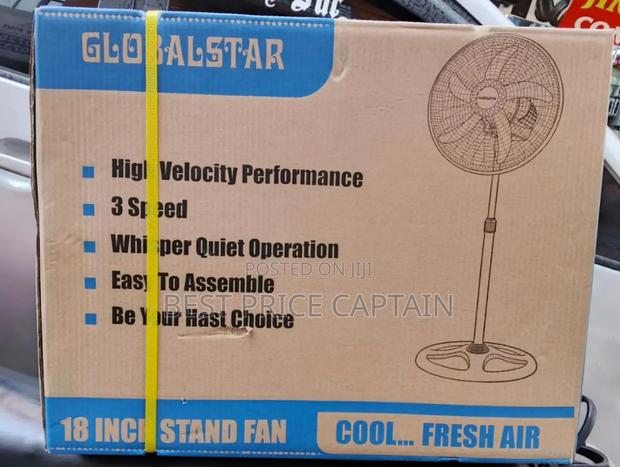 GLOBALSTAR
High Velocity Performance
3 Speed
Whisper Quiet Operation
POSTED ON JIJI
Easy To Assemble
BEST PRICE CAPTAIN
Be Your Hast Choice
18 INCH STAND FAN
COOL... FRESH AIR